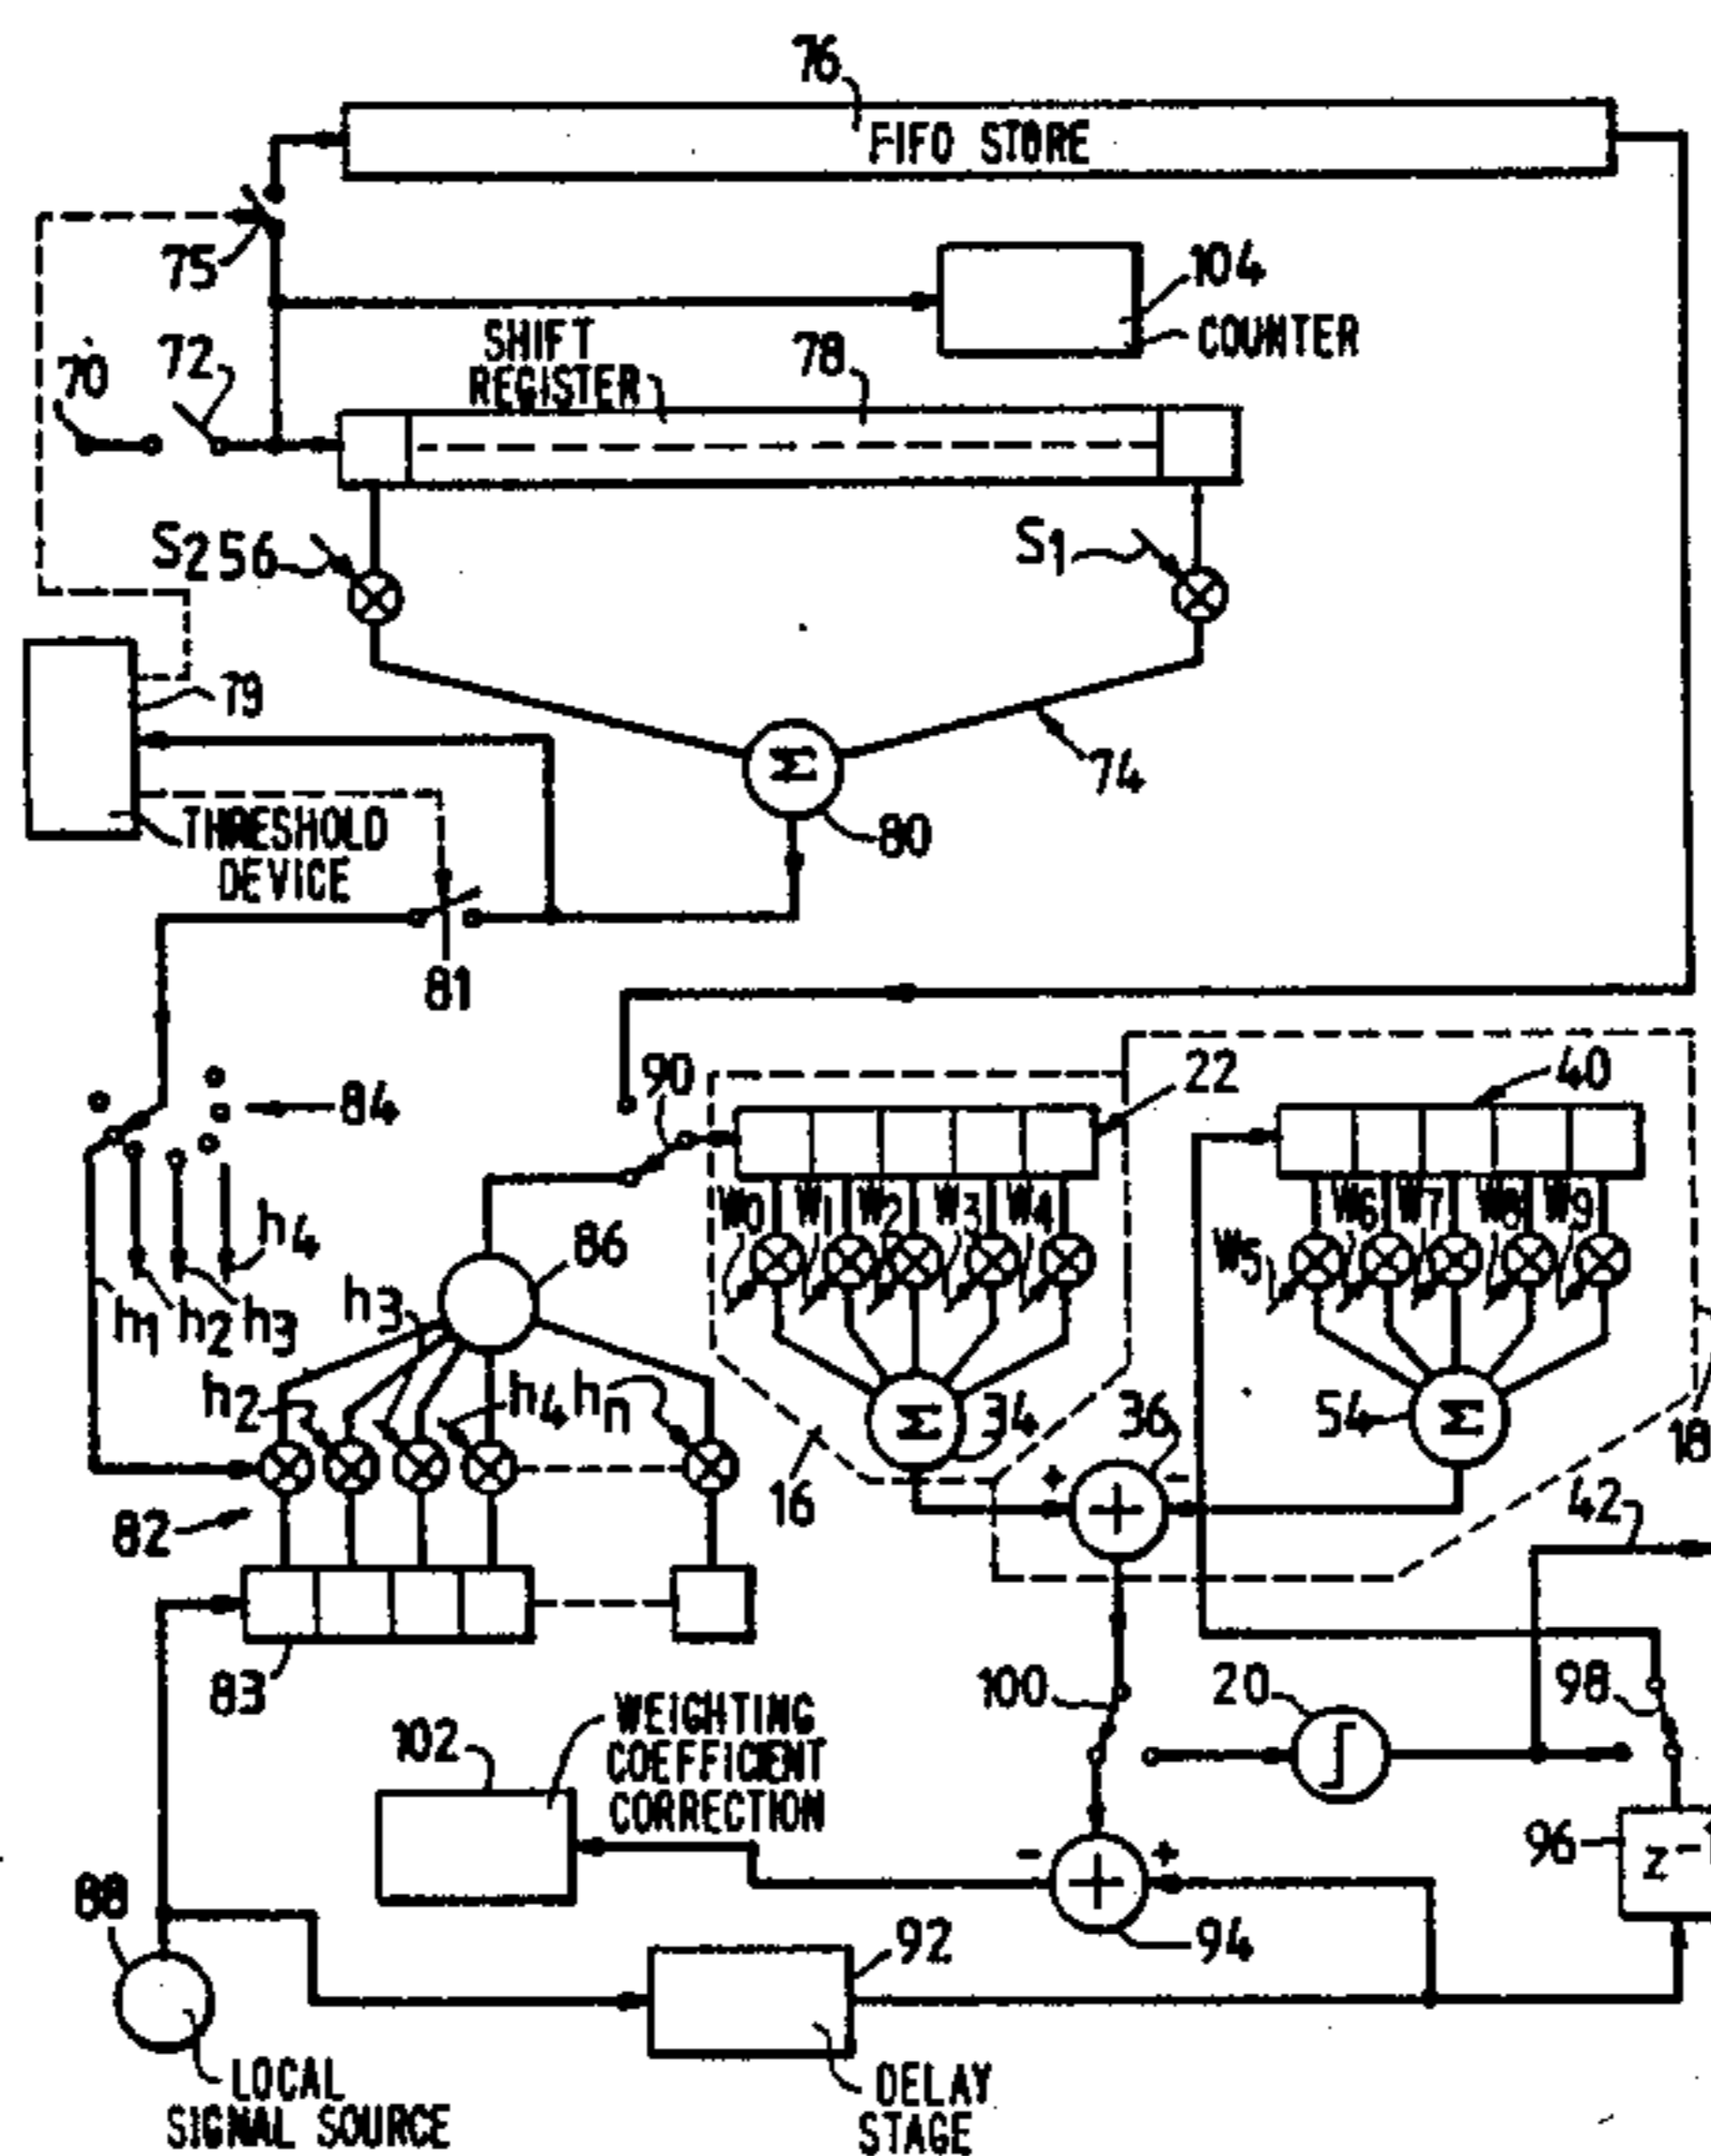 76
FIFO STORE
75
104
COUNTER
SHIFT
REGISTER
78
70
72
S256
S1
79
74
THRESHOLD
DEVICE
80
81
84
90
22
40
W0 W1 W2 W3 W4
W5 W6 W7 W8 W9
h1 h2 h3 h4
86
h3
h2
h4 hn
Σ
34
36
54
Σ
16
18
+
-
+
82
42
83
100
20
98
102
WEIGHTING
COEFFICIENT
CORRECTION
96
z-1
-
+
+
88
92
94
LOCAL
SIGNAL SOURCE
DELAY
STAGE
Σ